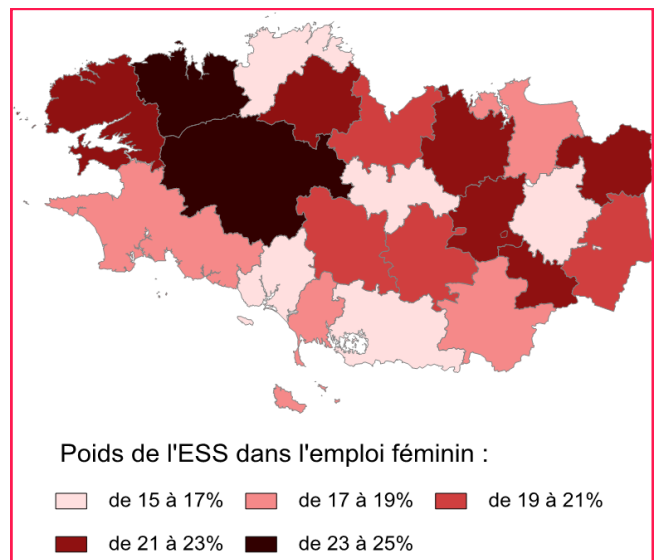 Poids de l'ESS dans l'emploi féminin :
de 15 à 17% de 17 à 19% de 19 à 21%
de 21 à 23% de 23 à 25%